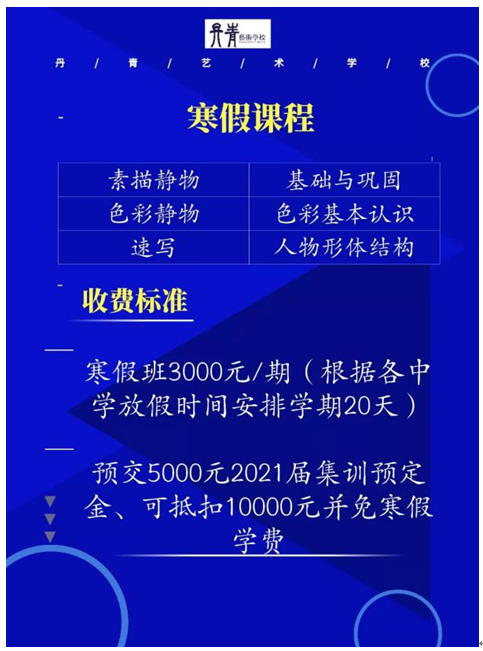 丹青藝術學校
丹 / 青 / 艺 / 术 / 学 / 校
寒假课程
素描静物 基础与巩固
色彩静物 色彩基本认识
速写 人物形体结构
收费标准
寒假班3000元/期（根据各中
学放假时间安排学期20天）
预交5000元2021届集训预定
金、可抵扣10000元并免寒假
学费